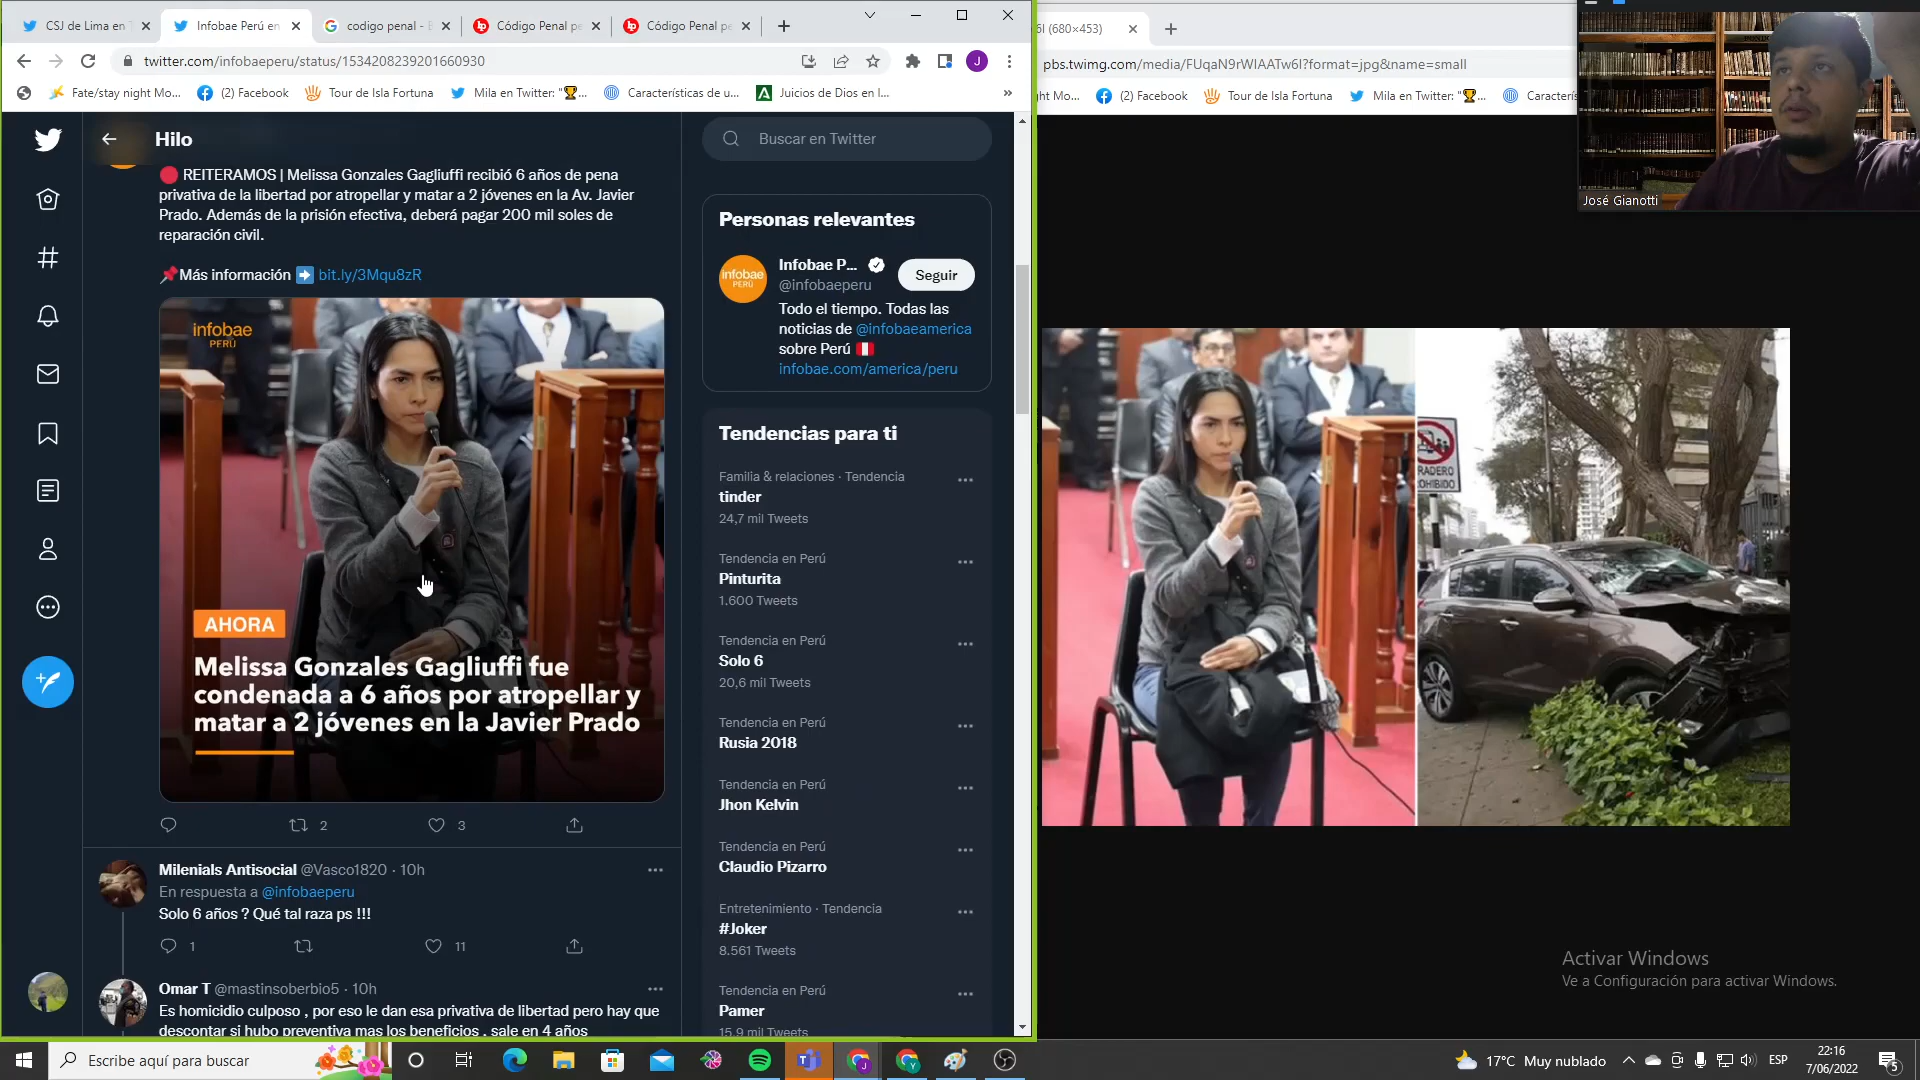 CSJ de Lima en T
Infobae Perú en
codigo penal - B
Código Penal pe
Código Penal pe
twitter.com/infobaeperu/status/1534208239201660930
Fate/stay night Mo...
(2) Facebook
Tour de Isla Fortuna
Mila en Twitter: "🏆...
Características de u...
Juicios de Dios en l...
»
Hilo
🔴 REITERAMOS | Melissa Gonzales Gagliuffi recibió 6 años de pena
privativa de la libertad por atropellar y matar a 2 jóvenes en la Av. Javier
Prado. Además de la prisión efectiva, deberá pagar 200 mil soles de
reparación civil.
📌Más información ➡️ bit.ly/3Mqu8zR
infobae
PERÚ
AHORA
Melissa Gonzales Gagliuffi fue
condenada a 6 años por atropellar y
matar a 2 jóvenes en la Javier Prado
2
3
Milenials Antisocial @Vasco1820 · 10h
En respuesta a @infobaeperu
Solo 6 años ? Qué tal raza ps !!!
1
11
Omar T @mastinsoberbio5 · 10h
Es homicidio culposo , por eso le dan esa privativa de libertad pero hay que
descontar si hubo preventiva mas los beneficios , sale en 4 años
Buscar en Twitter
Personas relevantes
infobae
PERÚ
Infobae P...
Seguir
@infobaeperu
Todo el tiempo. Todas las
noticias de @infobaeamerica
sobre Perú 🇵🇪
infobae.com/america/peru
Tendencias para ti
Familia & relaciones · Tendencia
tinder
24,7 mil Tweets
Tendencia en Perú
Pinturita
1.600 Tweets
Tendencia en Perú
Solo 6
20,6 mil Tweets
Tendencia en Perú
Rusia 2018
Tendencia en Perú
Jhon Kelvin
Tendencia en Perú
Claudio Pizarro
Entretenimiento · Tendencia
#Joker
8.561 Tweets
Tendencia en Perú
Pamer
15,9 mil Tweets
6I (680×453)
pbs.twimg.com/media/FUqaN9rWIAATw6I?format=jpg&name=small
ht Mo...
(2) Facebook
Tour de Isla Fortuna
Mila en Twitter: "🏆...
Caracterís
José Gianotti
RADERO
OHIBIDO
Activar Windows
Ve a Configuración para activar Windows.
Escribe aquí para buscar
17°C Muy nublado
ESP
22:16
7/06/2022
5